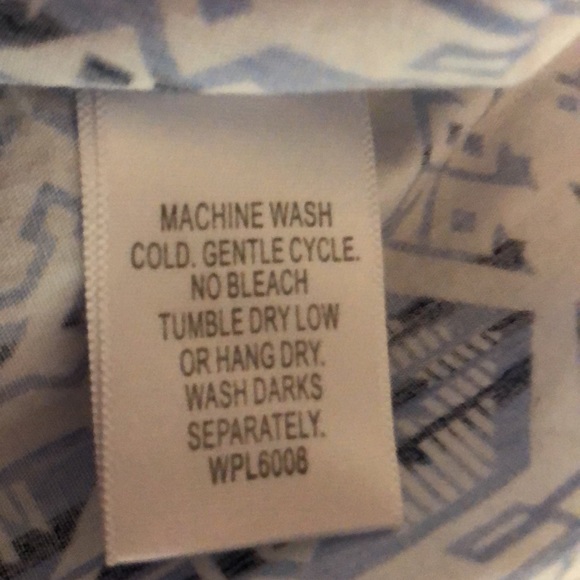 MACHINE WASH
COLD. GENTLE CYCLE.
NO BLEACH
TUMBLE DRY LOW
OR HANG DRY.
WASH DARKS
SEPARATELY.
WPL6008